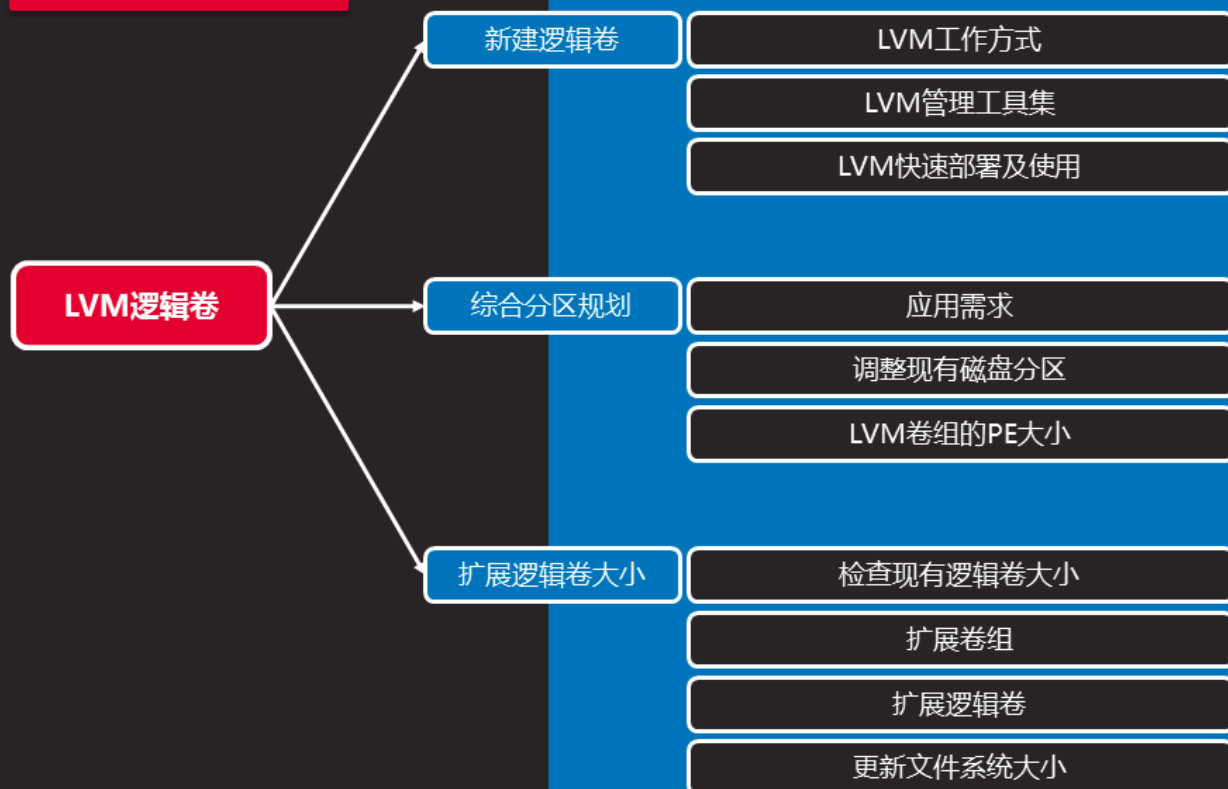 新建逻辑卷
LVM工作方式
LVM管理工具集
LVM快速部署及使用
LVM逻辑卷
综合分区规划
应用需求
调整现有磁盘分区
LVM卷组的PE大小
扩展逻辑卷大小
检查现有逻辑卷大小
扩展卷组
扩展逻辑卷
更新文件系统大小